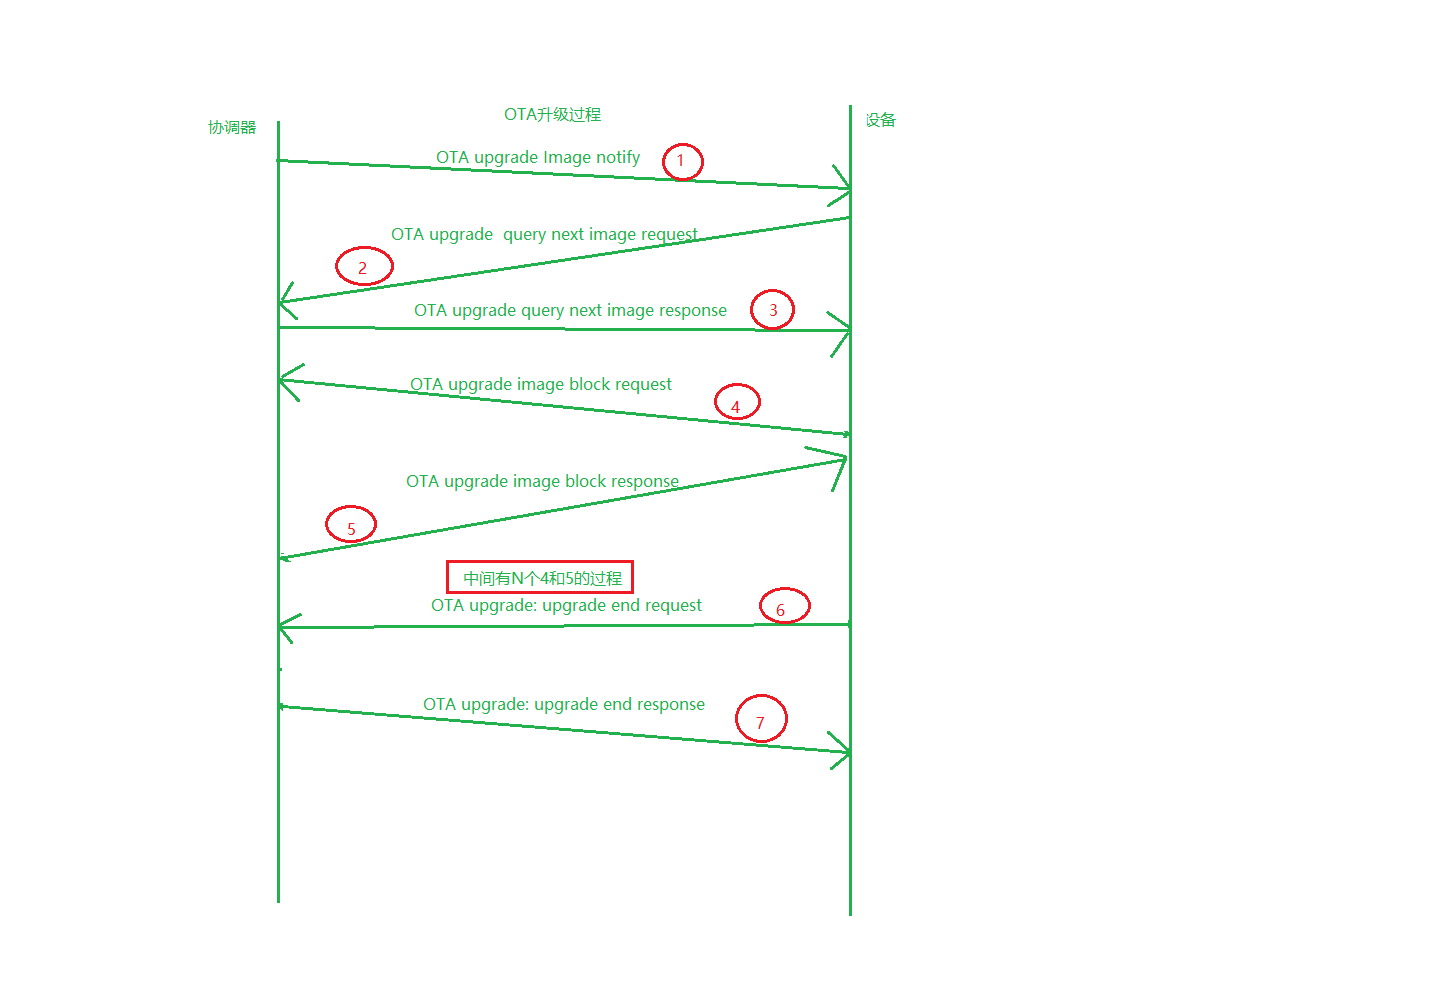 OTA升级过程
协调器
设备
OTA upgrade Image notify
1
OTA upgrade  query next image request
2
OTA upgrade query next image response
3
OTA upgrade image block request
4
OTA upgrade image block response
5
中间有N个4和5的过程
OTA upgrade: upgrade end request
6
OTA upgrade: upgrade end response
7